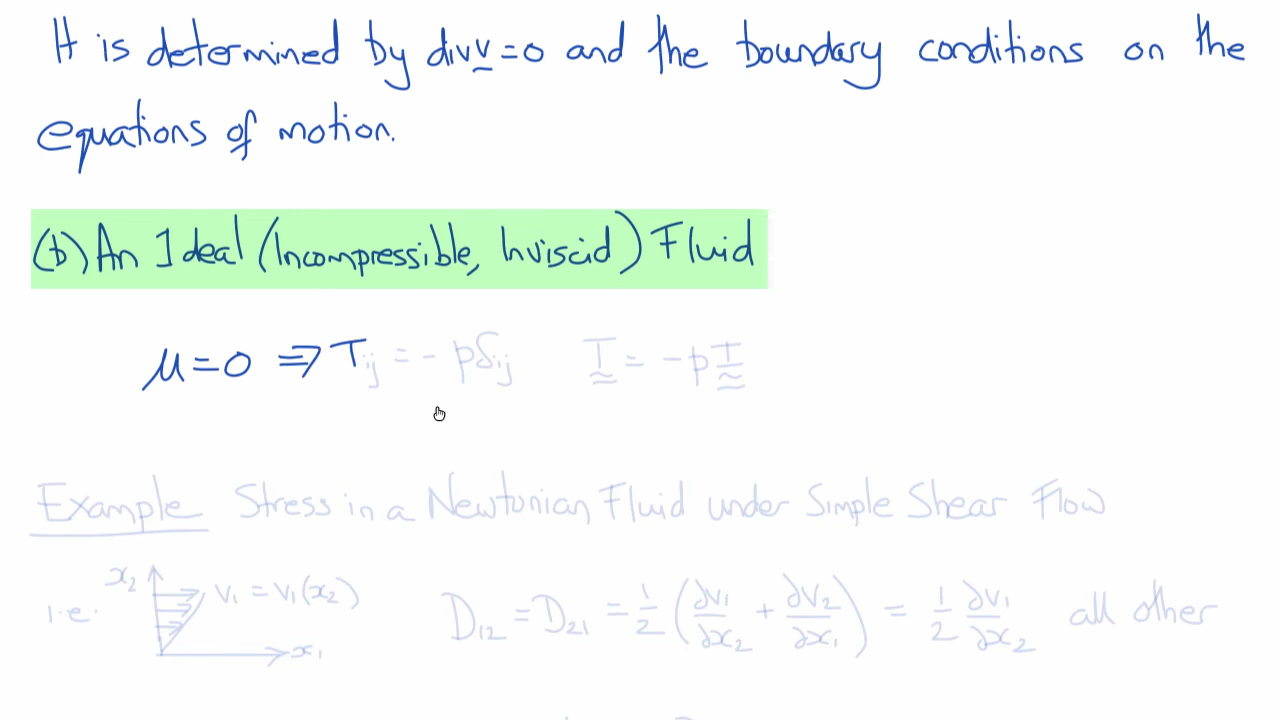 It is determined by div v̰ = 0 and the boundary conditions on the
equations of motion.
(b) An Ideal (Incompressible, Inviscid) Fluid
μ = 0 ⇒ Tij = - pδij T̰̰ = - p Ḭ̰
Example Stress in a Newtonian Fluid under Simple Shear Flow
i.e. x₂ v₁ = v₁(x₂) x₁ D₁₂ = D₂₁ = 1/2 (∂v₁/∂x₂ + ∂v₂/∂x₁) = 1/2 ∂v₁/∂x₂ all other